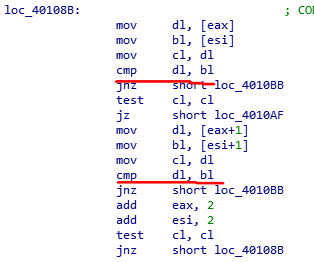 loc_40108B: ; CO
mov dl, [eax]
mov bl, [esi]
mov cl, dl
cmp dl, bl
jnz short loc_4010BB
test cl, cl
jz short loc_4010AF
mov dl, [eax+1]
mov bl, [esi+1]
mov cl, dl
cmp dl, bl
jnz short loc_4010BB
add eax, 2
add esi, 2
test cl, cl
jnz short loc_40108B